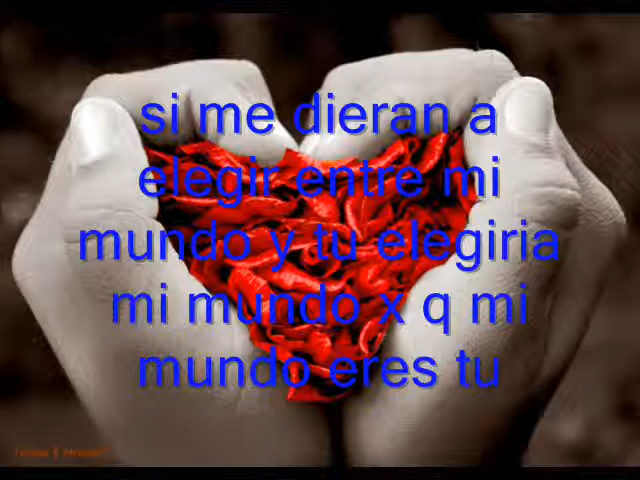 si me dieran a
elegir entre mi
mundo y tu elegiria
mi mundo x q mi
mundo eres tu